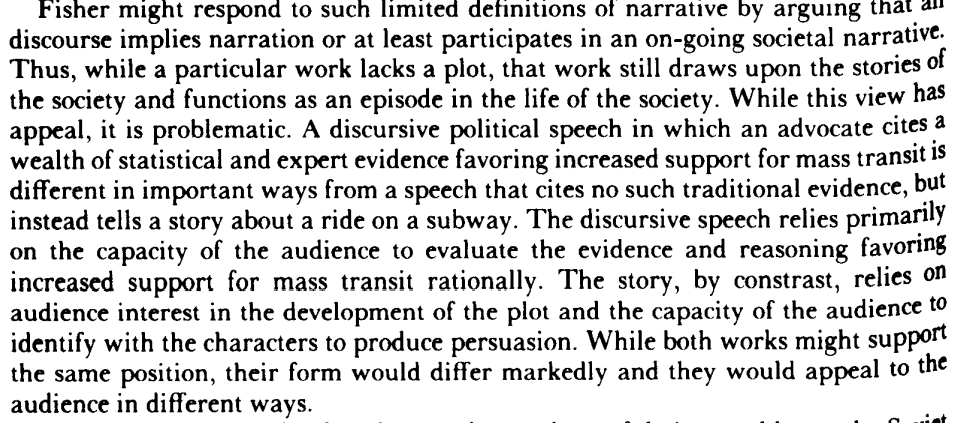 Fisher might respond to such limited definitions of narrative by arguing that all
discourse implies narration or at least participates in an on-going societal narrative.
Thus, while a particular work lacks a plot, that work still draws upon the stories of
the society and functions as an episode in the life of the society. While this view has
appeal, it is problematic. A discursive political speech in which an advocate cites a
wealth of statistical and expert evidence favoring increased support for mass transit is
different in important ways from a speech that cites no such traditional evidence, but
instead tells a story about a ride on a subway. The discursive speech relies primarily
on the capacity of the audience to evaluate the evidence and reasoning favoring
increased support for mass transit rationally. The story, by constrast, relies on
audience interest in the development of the plot and the capacity of the audience to
identify with the characters to produce persuasion. While both works might support
the same position, their form would differ markedly and they would appeal to the
audience in different ways.